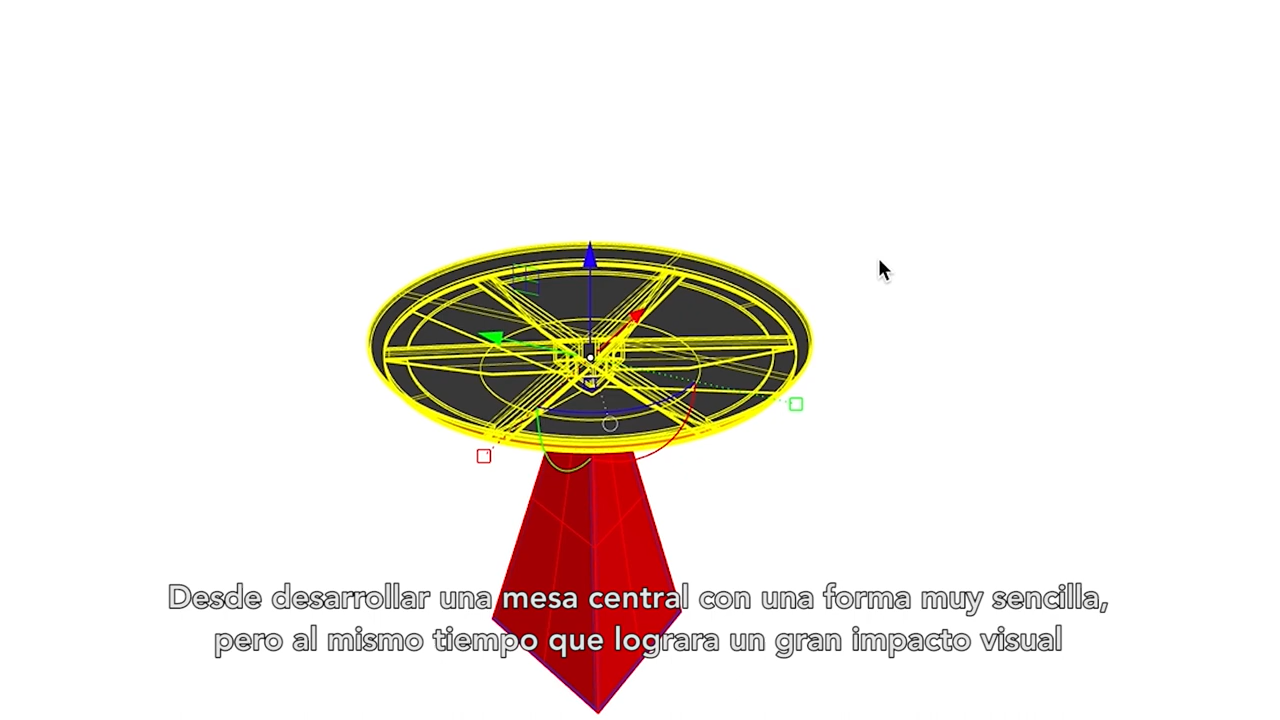 Desde desarrollar una mesa central con una forma muy sencilla,
pero al mismo tiempo que lograra un gran impacto visual